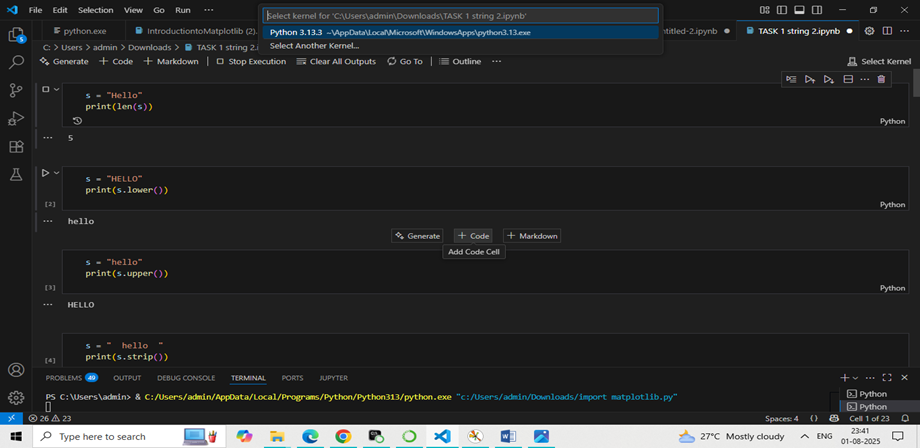 File Edit Selection View Go Run ...
Select kernel for 'C:\Users\admin\Downloads\TASK 1 string 2.ipynb'
Python 3.13.3 ~\AppData\Local\Microsoft\WindowsApps\python3.13.exe
Select Another Kernel...
python.exe
IntroductiontoMatplotlib (2)
ntitled-2.ipynb
TASK 1 string 2.ipynb
C: > Users > admin > Downloads > TASK 1 string 2.ip
Generate + Code + Markdown Stop Execution Clear All Outputs Go To Outline ... Select Kernel
s = "Hello"
print(len(s))
Python
5
s = "HELLO"
print(s.lower())
[2] Python
hello
Generate + Code + Markdown
Add Code Cell
s = "hello"
print(s.upper())
[3] Python
HELLO
s = "  hello  "
print(s.strip())
[4]
PROBLEMS 49 OUTPUT DEBUG CONSOLE TERMINAL PORTS JUPYTER
PS C:\Users\admin> & C:/Users/admin/AppData/Local/Programs/Python/Python313/python.exe "c:/Users/admin/Downloads/import matplotlib.py"
Python
Python
26 23 Spaces: 4 {} Cell 1 of 23
Type here to search
27°C Mostly cloudy ENG 23:41
01-08-2025